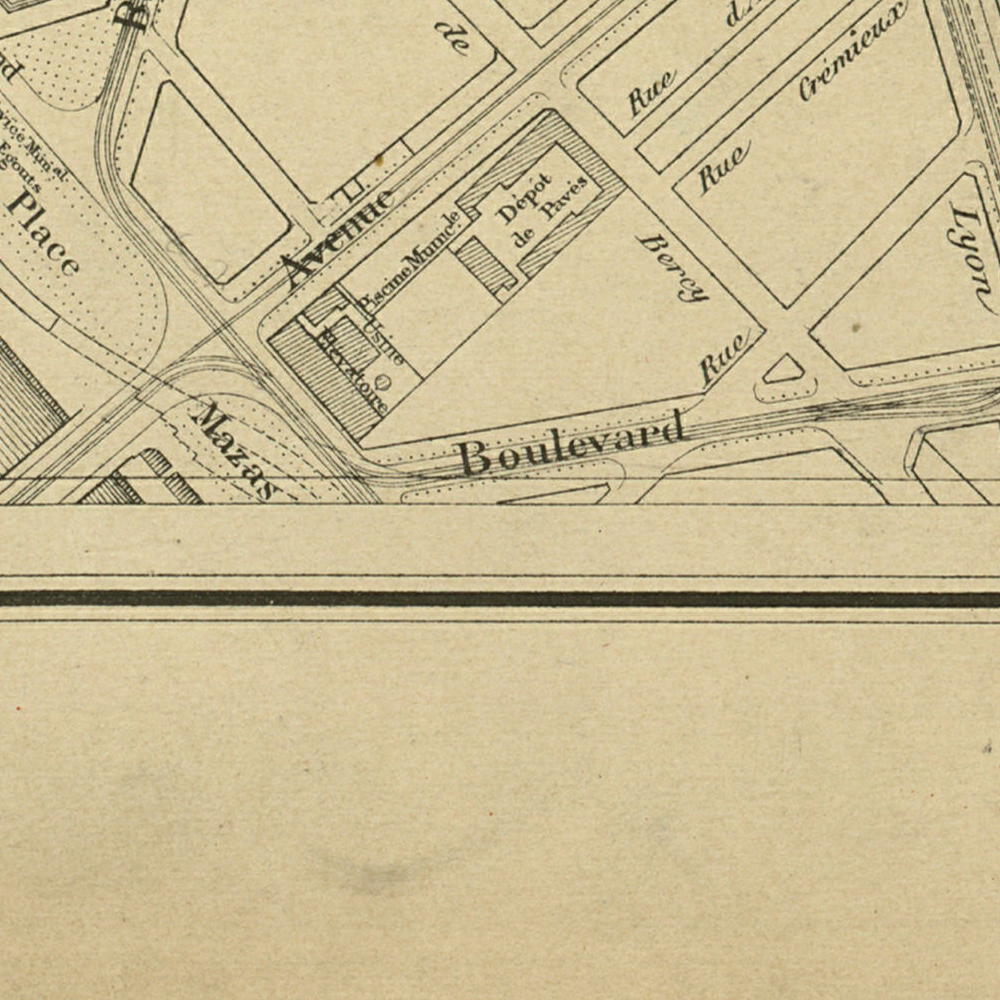 de
Rue
Crémieux
Rue
Egouts
Place
Avenue
Dépôt
de Pavés
Piscine Munic.le
Usine
Elévatoire
Bercy
Lyon
Rue
Mazas
Boulevard